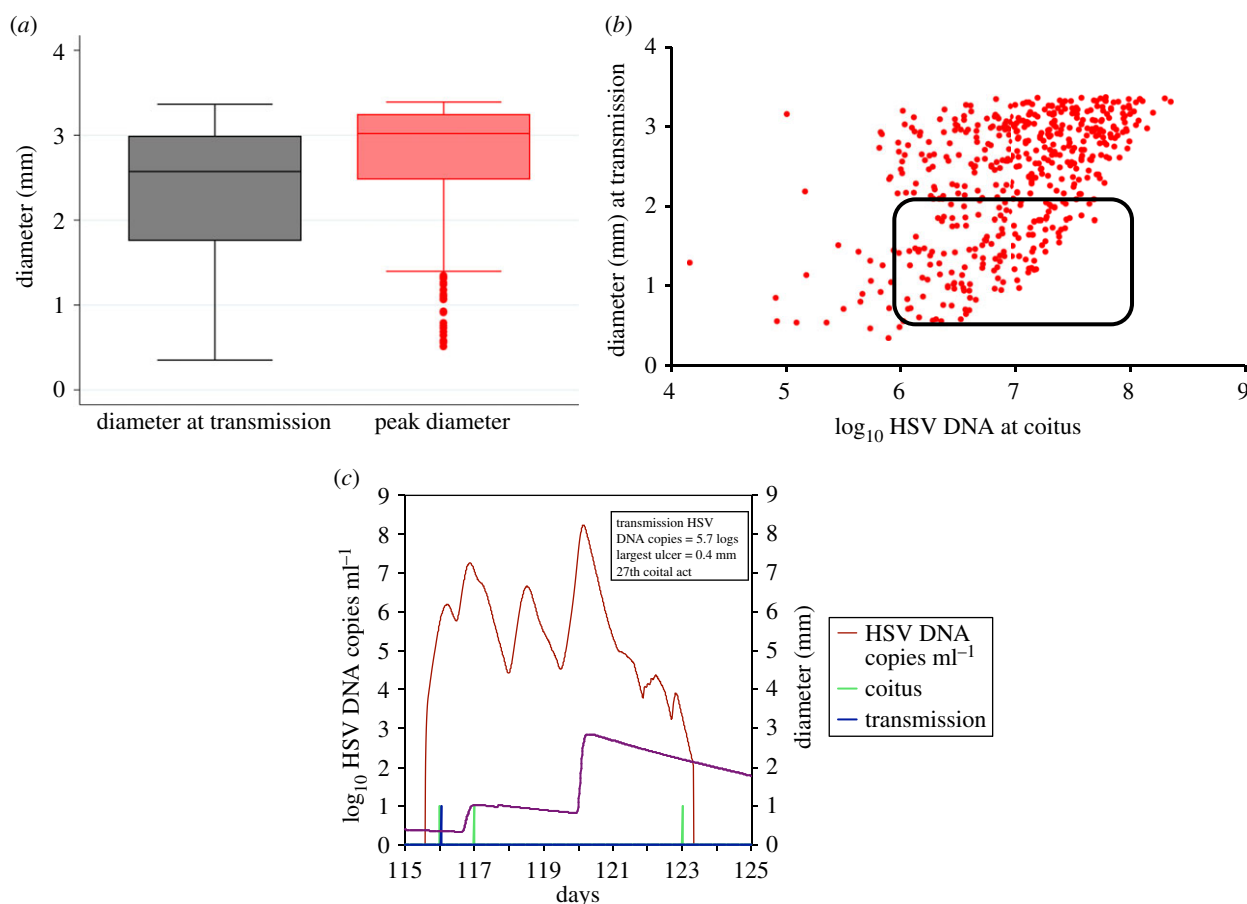 (a)
4
3
2
1
0
diameter (mm)
diameter at transmission
peak diameter
(b)
4
3
2
1
0
diameter (mm) at transmission
4 5 6 7 8 9
log10 HSV DNA at coitus
(c)
9
8
7
6
5
4
3
2
1
0
log10 HSV DNA copies ml−1
transmission HSV
DNA copies = 5.7 logs
largest ulcer = 0.4 mm
27th coital act
9
8
7
6
5
4
3
2
1
0
diameter (mm)
115 117 119 121 123 125
days
HSV DNA
copies ml−1
coitus
transmission